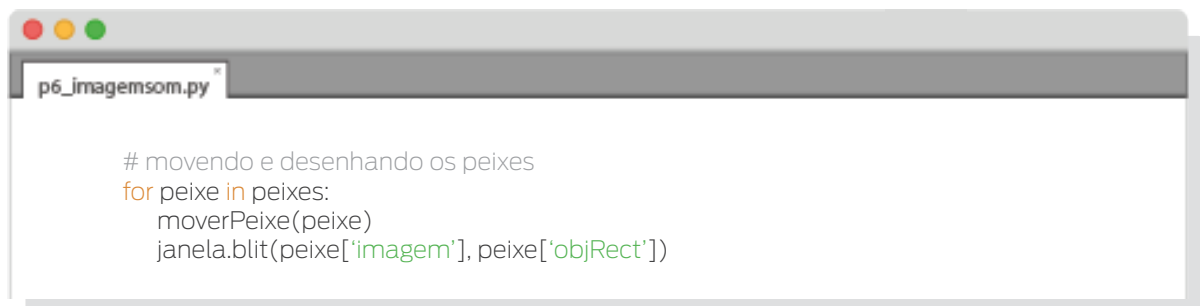 p6_imagemsom.py ×
# movendo e desenhando os peixes
for peixe in peixes:
moverPeixe(peixe)
janela.blit(peixe[‘imagem’], peixe[‘objRect’])